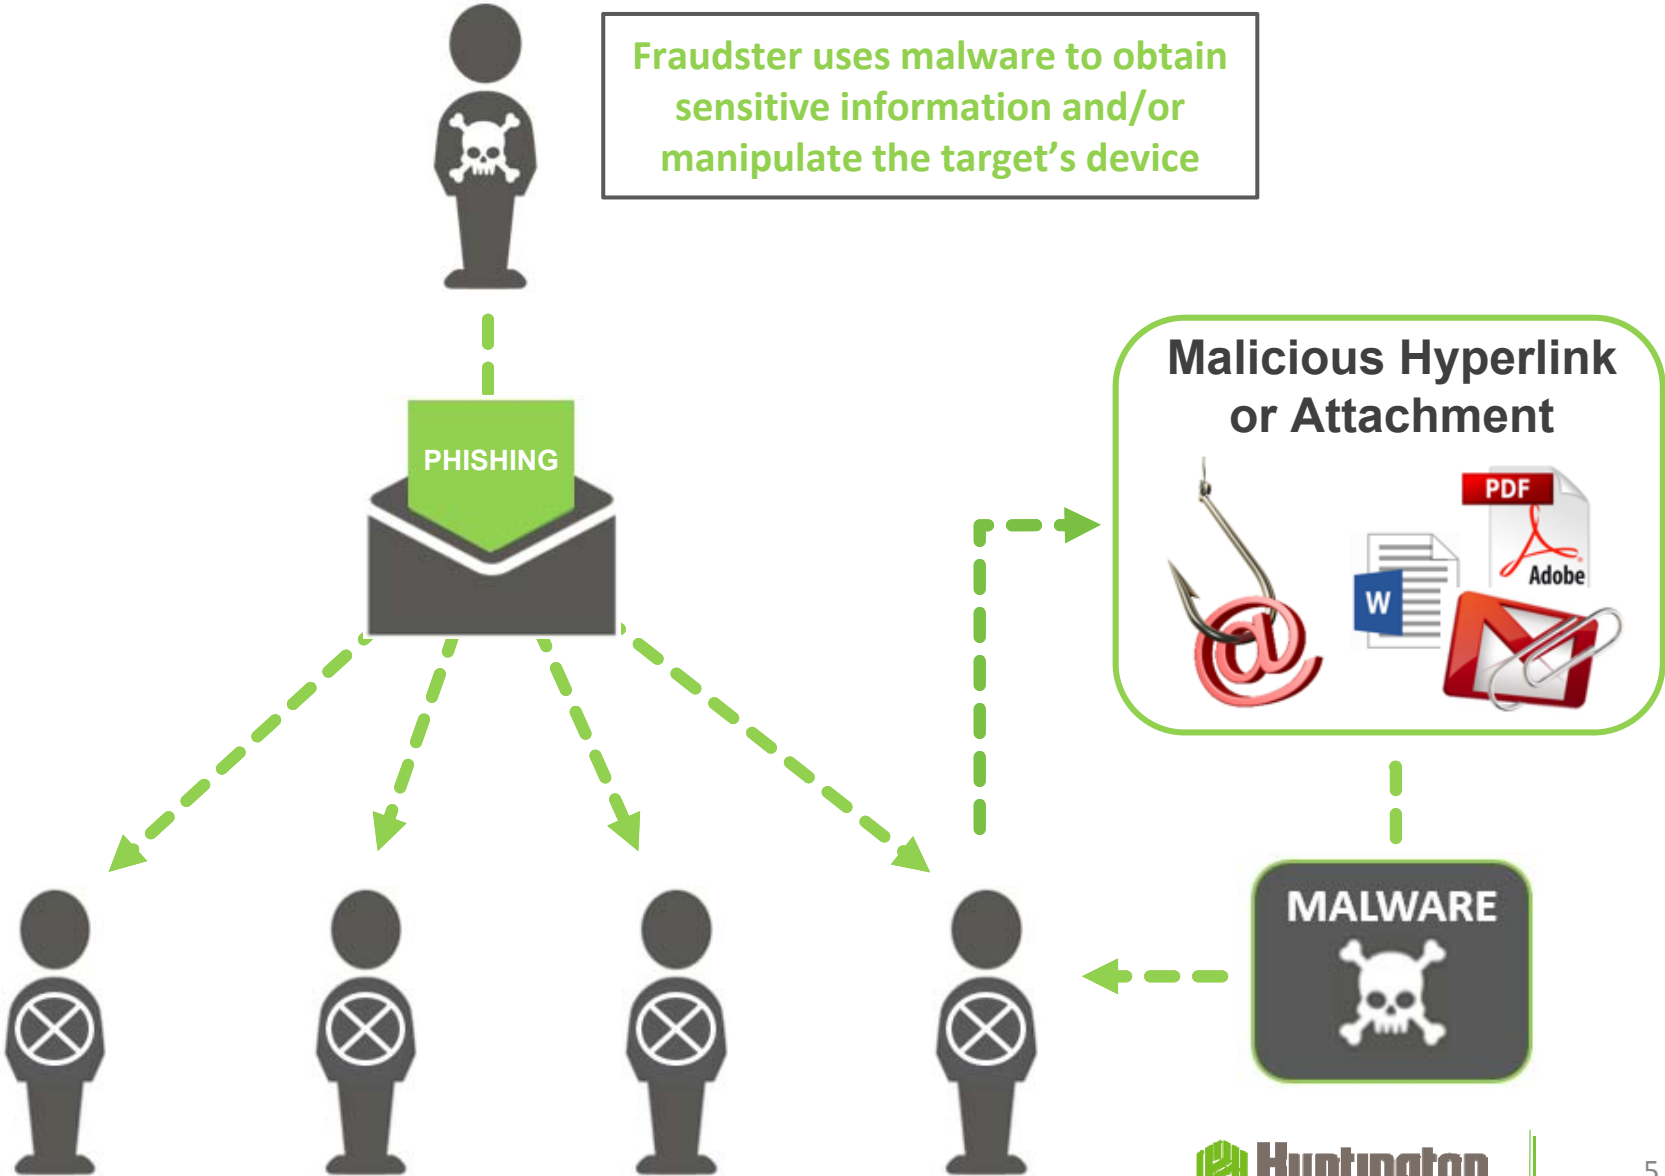 Fraudster uses malware to obtain
sensitive information and/or
manipulate the target's device
PHISHING
Malicious Hyperlink
or Attachment
PDF
Adobe
W
@
MALWARE
Huntington
5